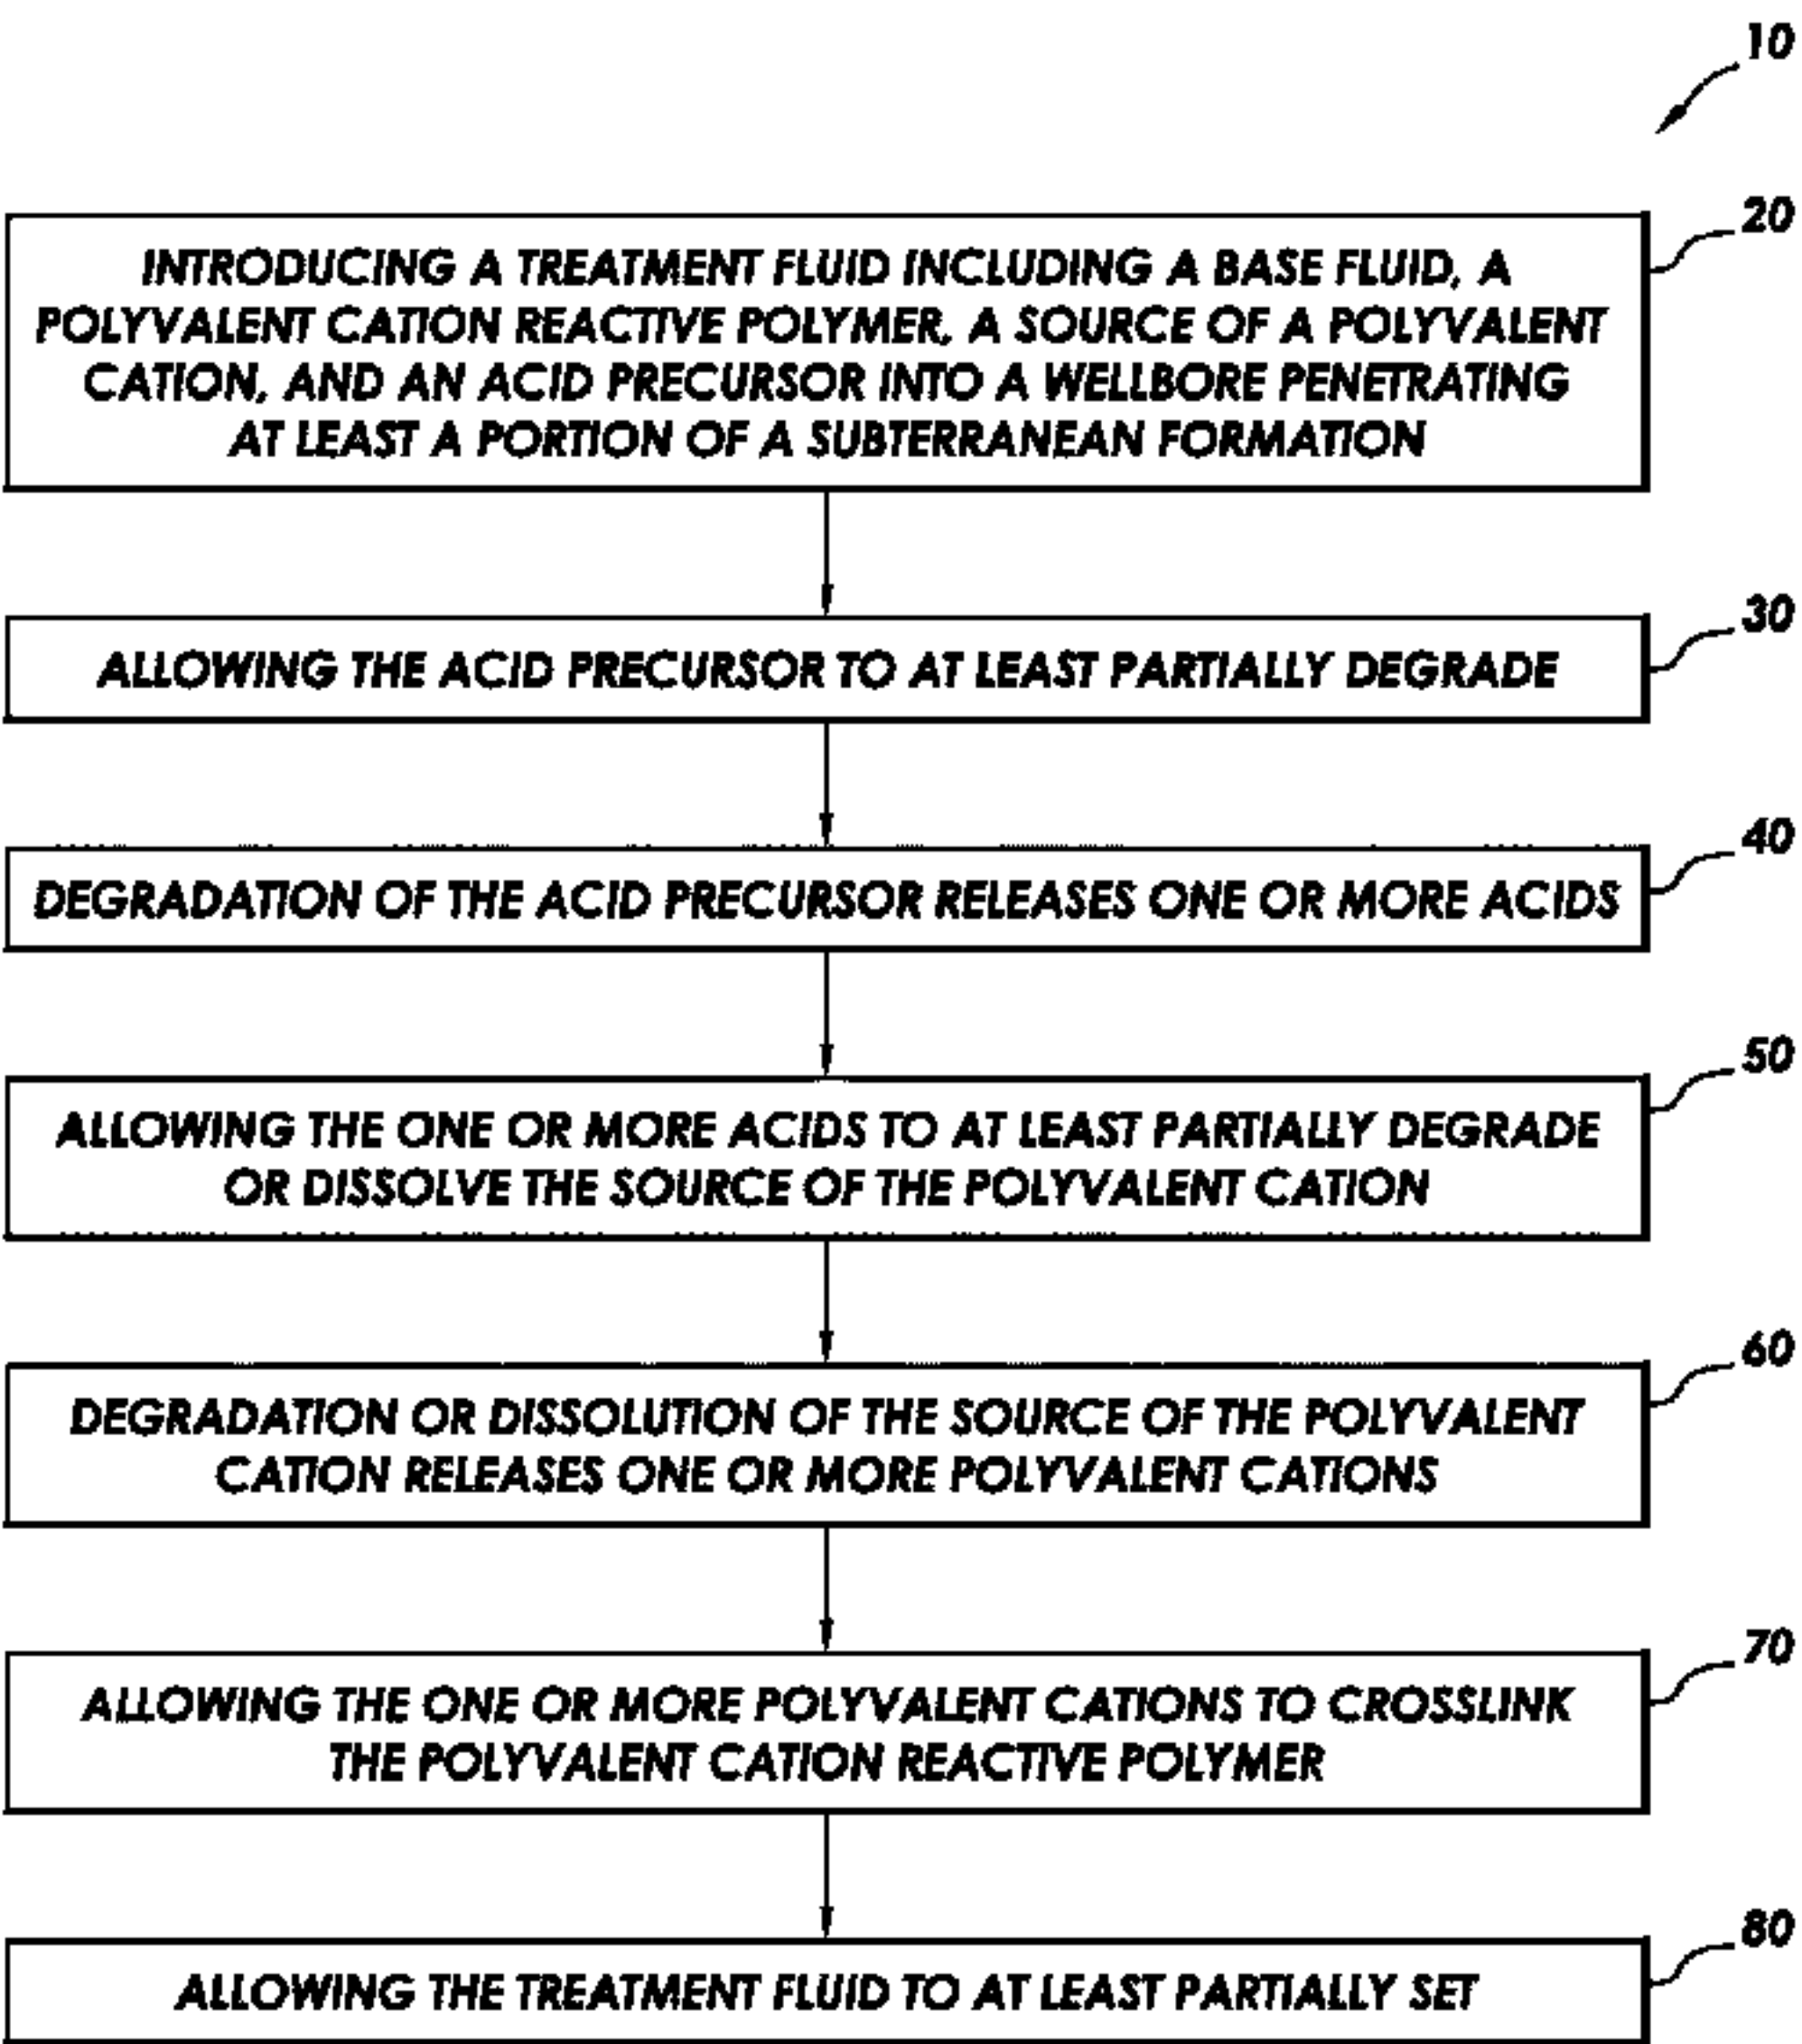 10
20
INTRODUCING A TREATMENT FLUID INCLUDING A BASE FLUID, A
POLYVALENT CATION REACTIVE POLYMER, A SOURCE OF A POLYVALENT
CATION, AND AN ACID PRECURSOR INTO A WELLBORE PENETRATING
AT LEAST A PORTION OF A SUBTERRANEAN FORMATION
30
ALLOWING THE ACID PRECURSOR TO AT LEAST PARTIALLY DEGRADE
40
DEGRADATION OF THE ACID PRECURSOR RELEASES ONE OR MORE ACIDS
50
ALLOWING THE ONE OR MORE ACIDS TO AT LEAST PARTIALLY DEGRADE
OR DISSOLVE THE SOURCE OF THE POLYVALENT CATION
60
DEGRADATION OR DISSOLUTION OF THE SOURCE OF THE POLYVALENT
CATION RELEASES ONE OR MORE POLYVALENT CATIONS
70
ALLOWING THE ONE OR MORE POLYVALENT CATIONS TO CROSSLINK
THE POLYVALENT CATION REACTIVE POLYMER
80
ALLOWING THE TREATMENT FLUID TO AT LEAST PARTIALLY SET